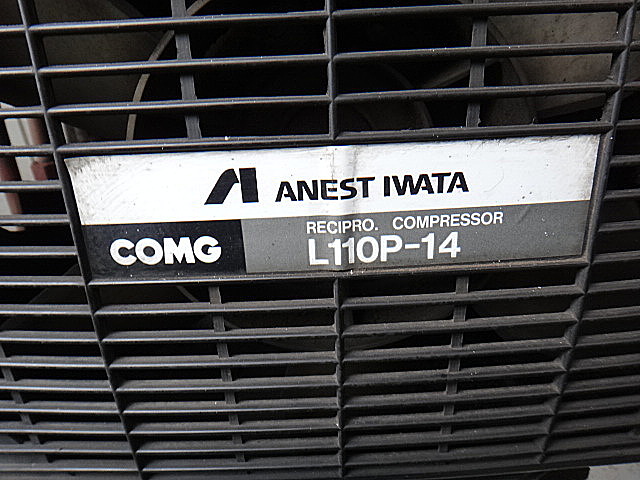 ANEST IWATA
RECIPRO. COMPRESSOR
COMG L110P-14